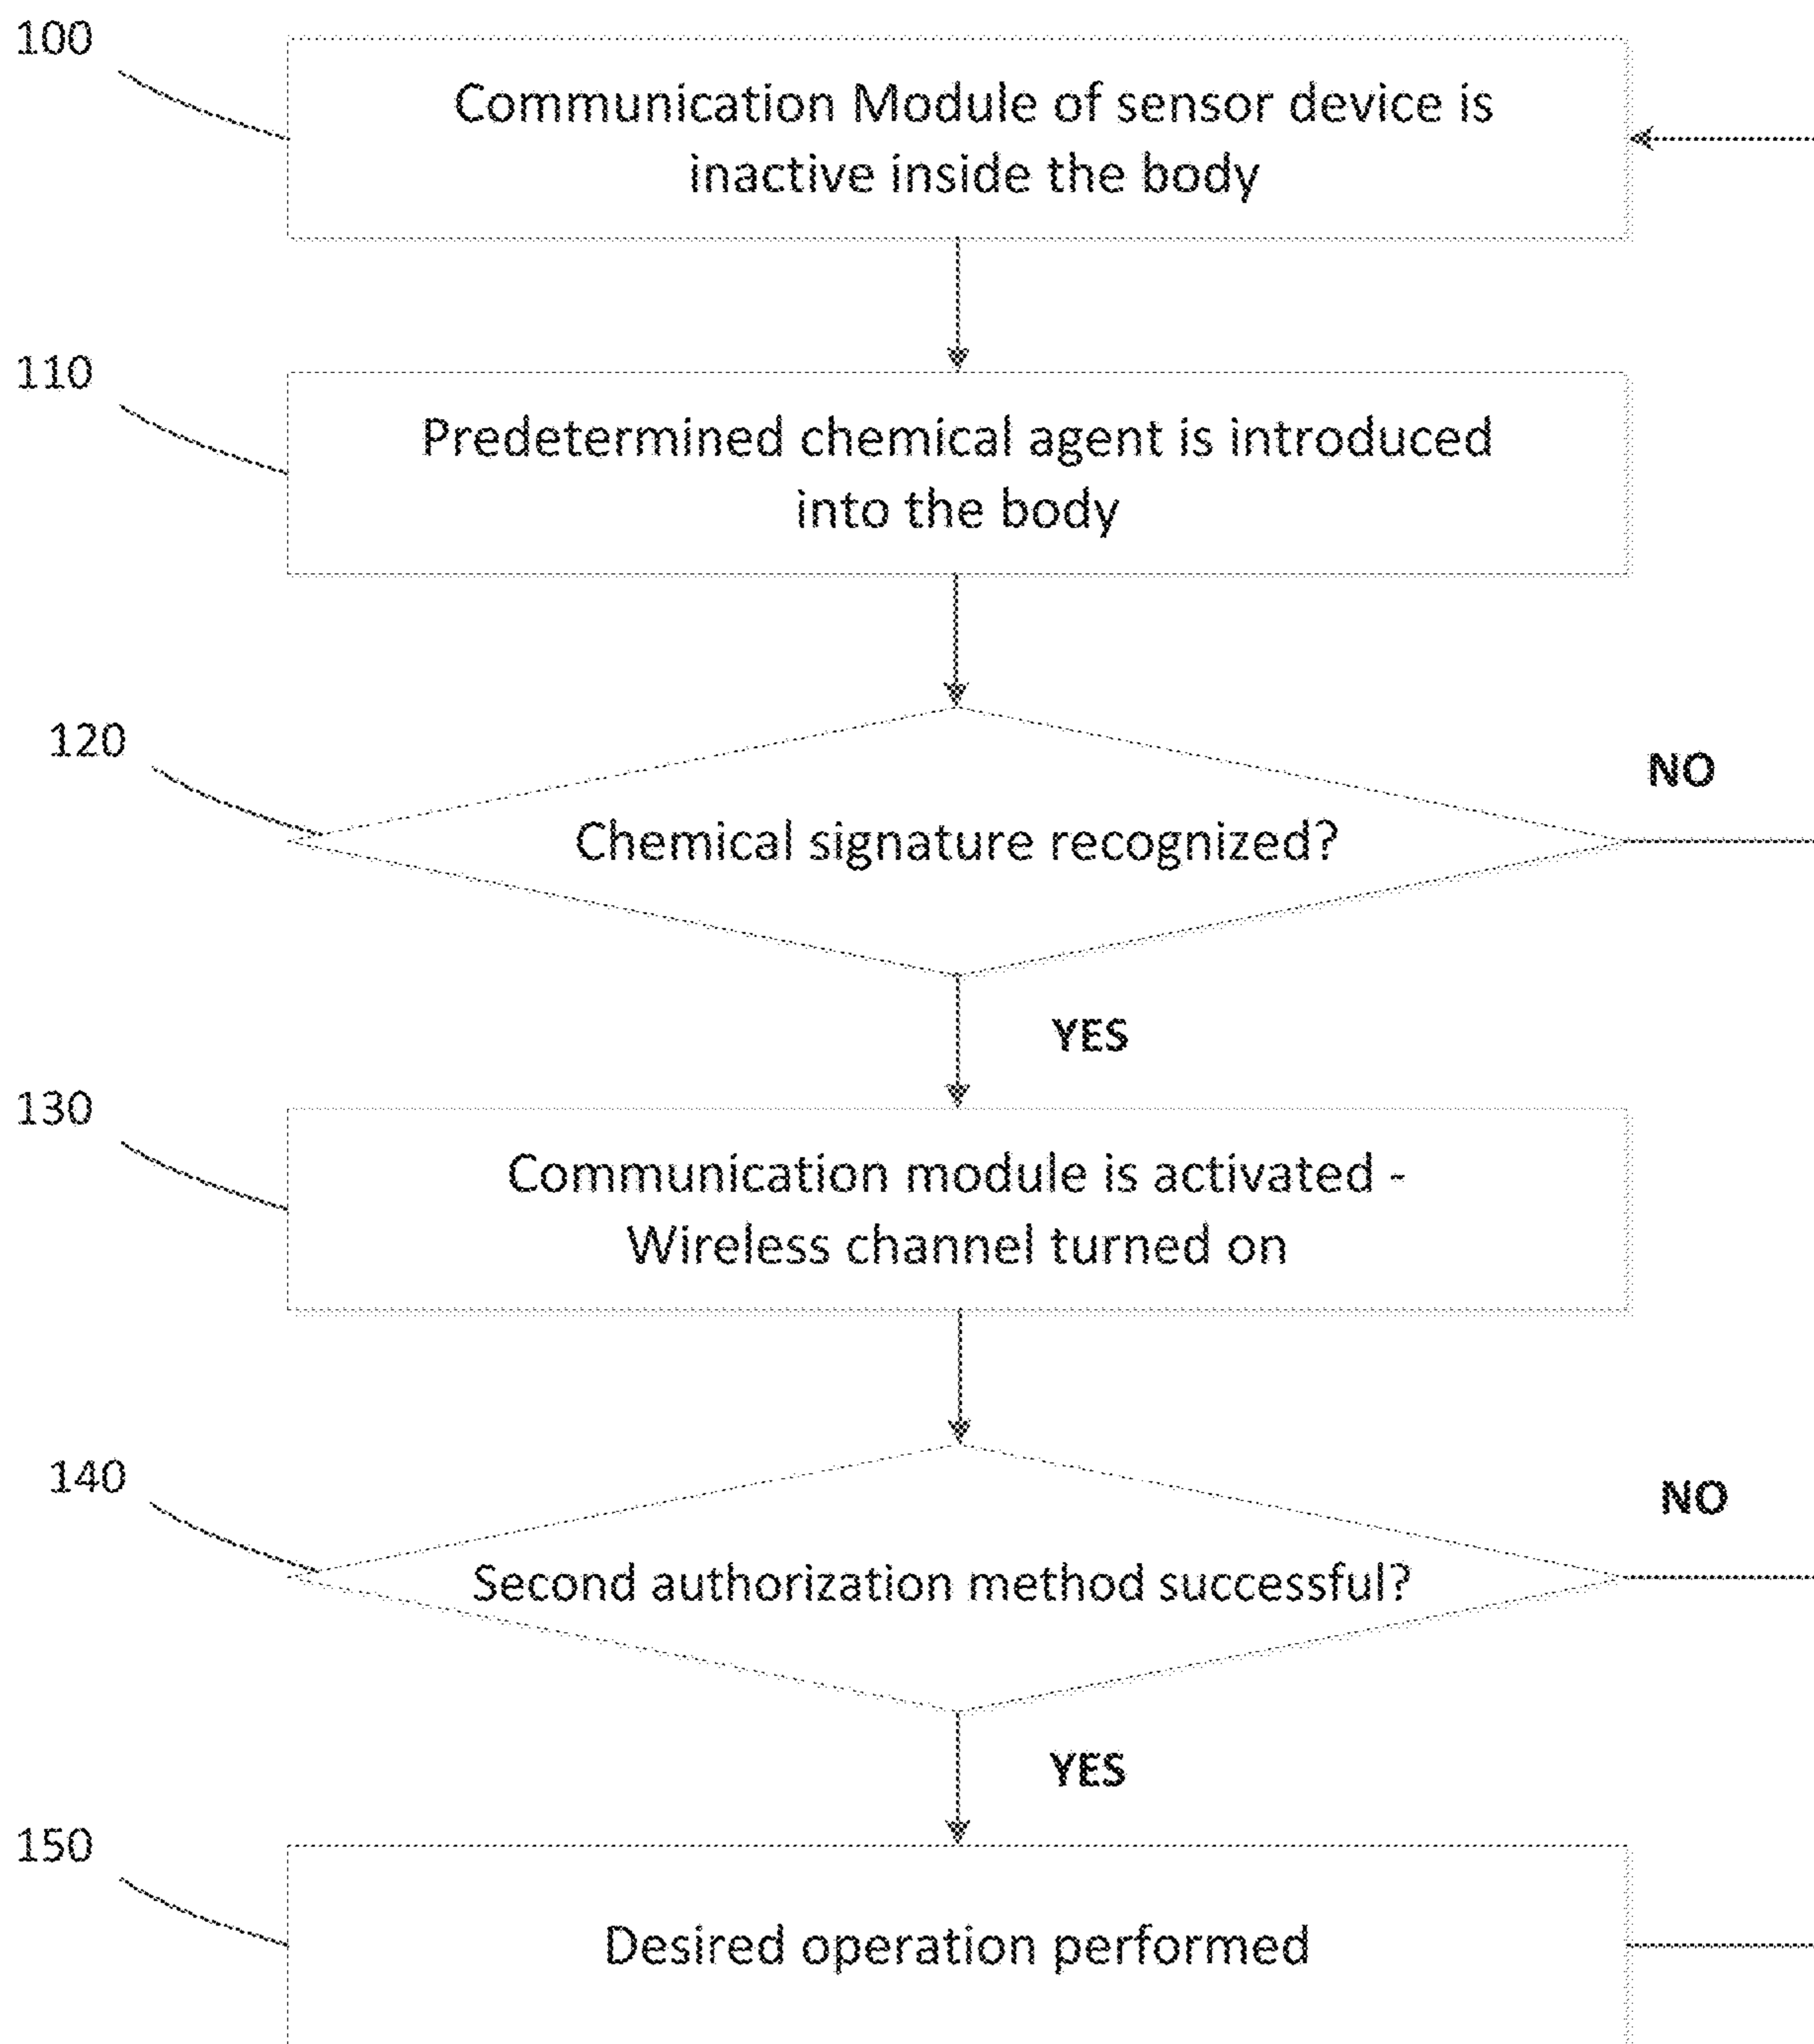 100
Communication Module of sensor device is
inactive inside the body
110
Predetermined chemical agent is introduced
into the body
120
NO
Chemical signature recognized?
YES
130
Communication module is activated -
Wireless channel turned on
140
NO
Second authorization method successful?
YES
150
Desired operation performed